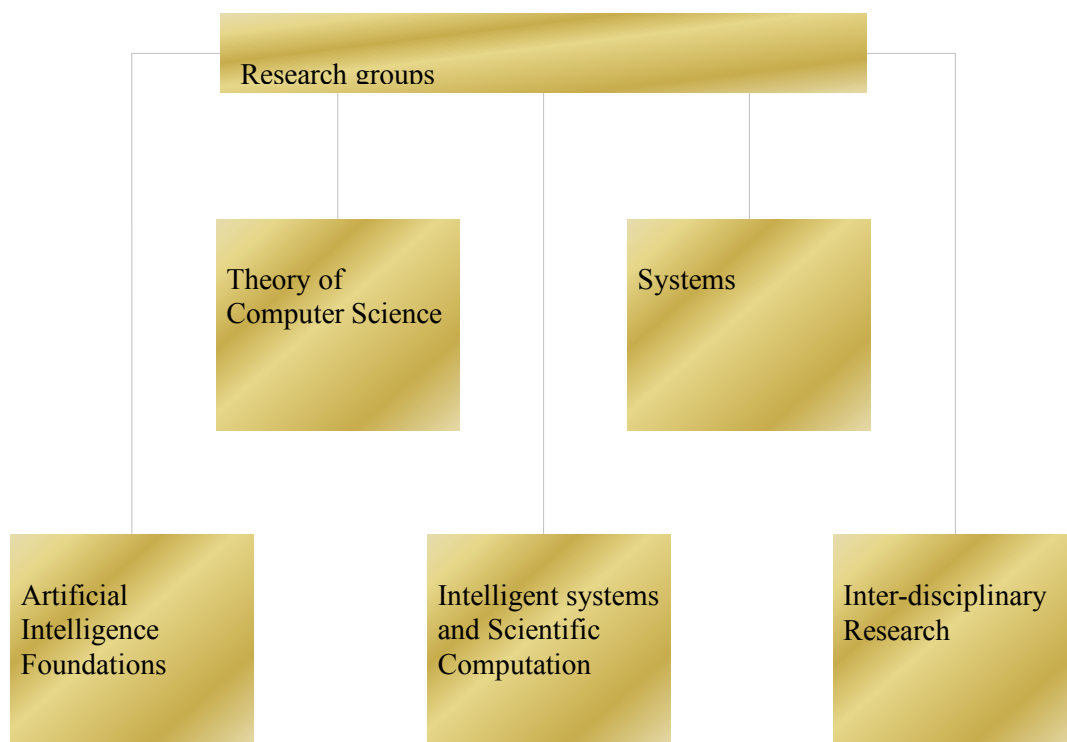 Research groups
Theory of
Computer Science
Systems
Artificial
Intelligence
Foundations
Intelligent systems
and Scientific
Computation
Inter-disciplinary
Research